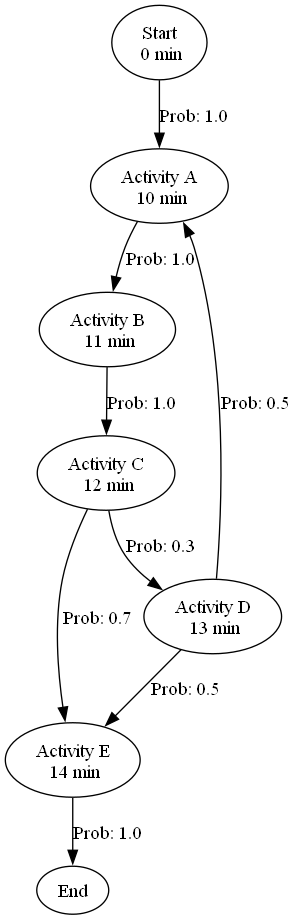 Start
0 min
Prob: 1.0
Activity A
10 min
Prob: 1.0
Activity B
11 min
Prob: 1.0
Prob: 0.5
Activity C
12 min
Prob: 0.3
Prob: 0.7
Activity D
13 min
Prob: 0.5
Activity E
14 min
Prob: 1.0
End